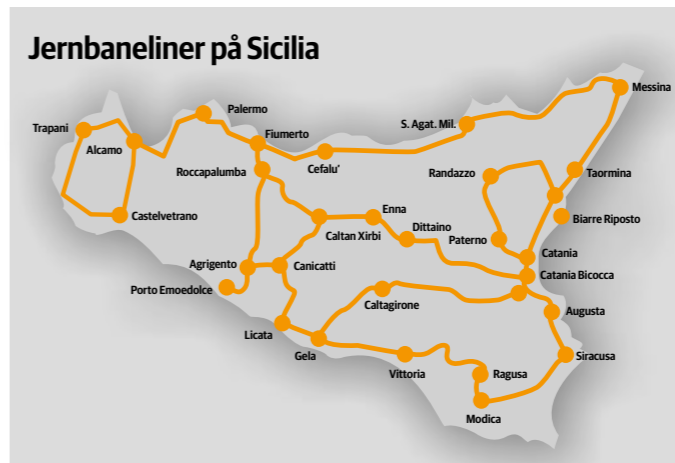 Jernbaneliner på Sicilia
Messina
Palermo
Trapani
S. Agat. Mil.
Fiumerto
Alcamo
Cefalu'
Roccapalumba
Randazzo
Taormina
Enna
Castelvetrano
Biarre Riposto
Dittaino
Caltan Xirbi
Paterno
Catania
Agrigento
Canicatti
Catania Bicocca
Porto Emoedolce
Caltagirone
Augusta
Licata
Gela
Siracusa
Vittoria
Ragusa
Modica